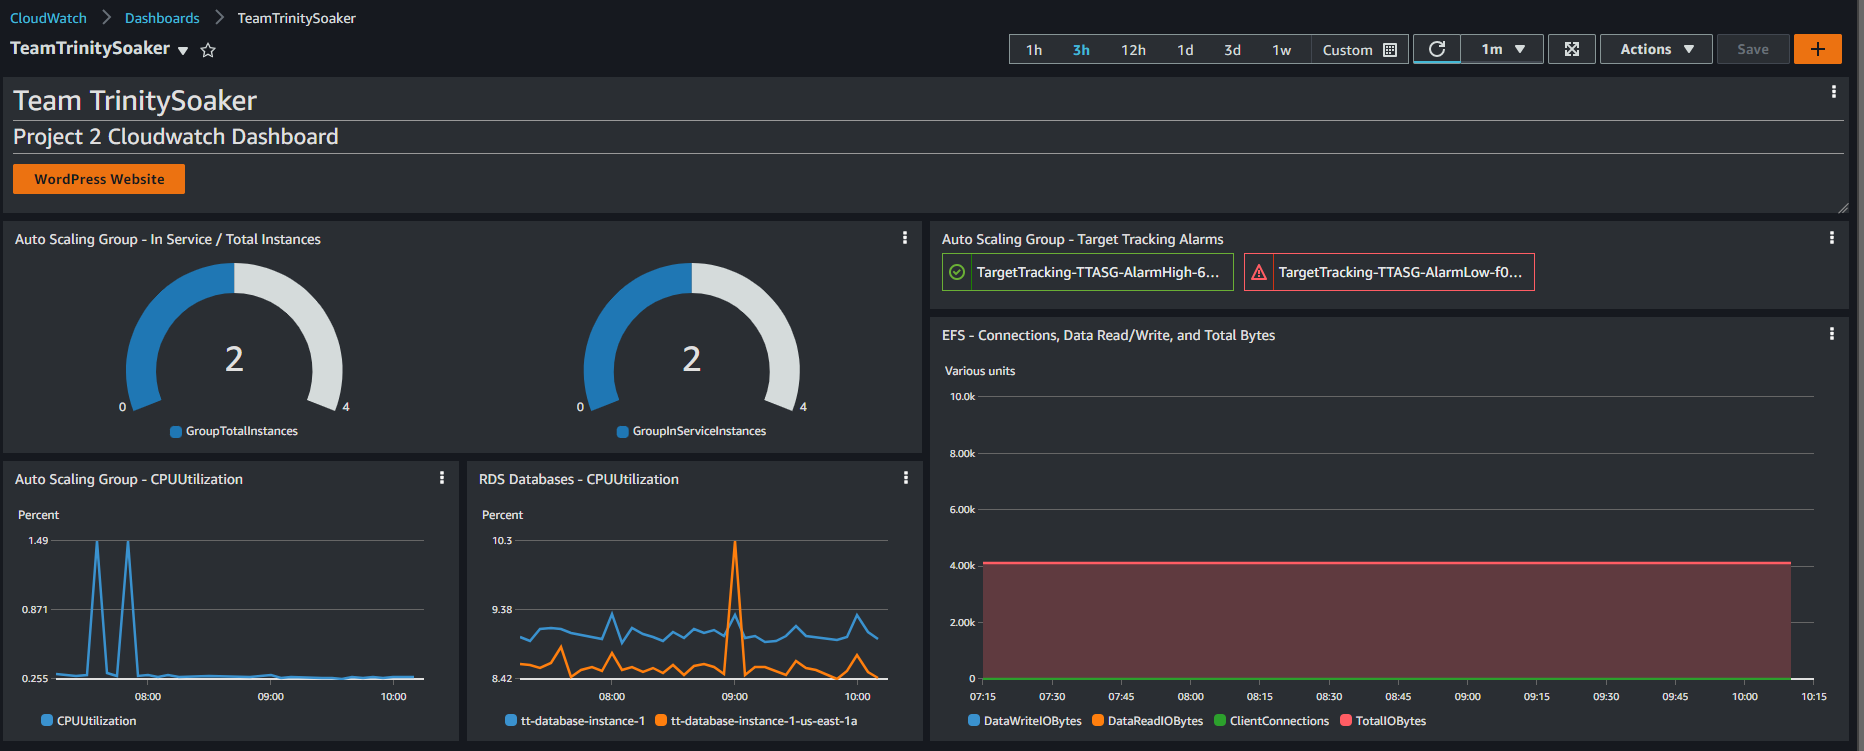 CloudWatch > Dashboards > TeamTrinitySoaker
TeamTrinitySoaker
1h 3h 12h 1d 3d 1w Custom 1m Actions Save +
Team TrinitySoaker
Project 2 Cloudwatch Dashboard
WordPress Website
Auto Scaling Group - In Service / Total Instances
2
0 4
GroupTotalInstances
2
0 4
GroupInServiceInstances
Auto Scaling Group - Target Tracking Alarms
TargetTracking-TTASG-AlarmHigh-6...
TargetTracking-TTASG-AlarmLow-f0...
Auto Scaling Group - CPUUtilization
Percent
1.49
0.871
0.255
08:00 09:00 10:00
CPUUtilization
RDS Databases - CPUUtilization
Percent
10.3
9.38
8.42
08:00 09:00 10:00
tt-database-instance-1 tt-database-instance-1-us-east-1a
EFS - Connections, Data Read/Write, and Total Bytes
Various units
10.0k
8.00k
6.00k
4.00k
2.00k
0
07:15 07:30 07:45 08:00 08:15 08:30 08:45 09:00 09:15 09:30 09:45 10:00 10:15
DataWriteIOBytes DataReadIOBytes ClientConnections TotalIOBytes